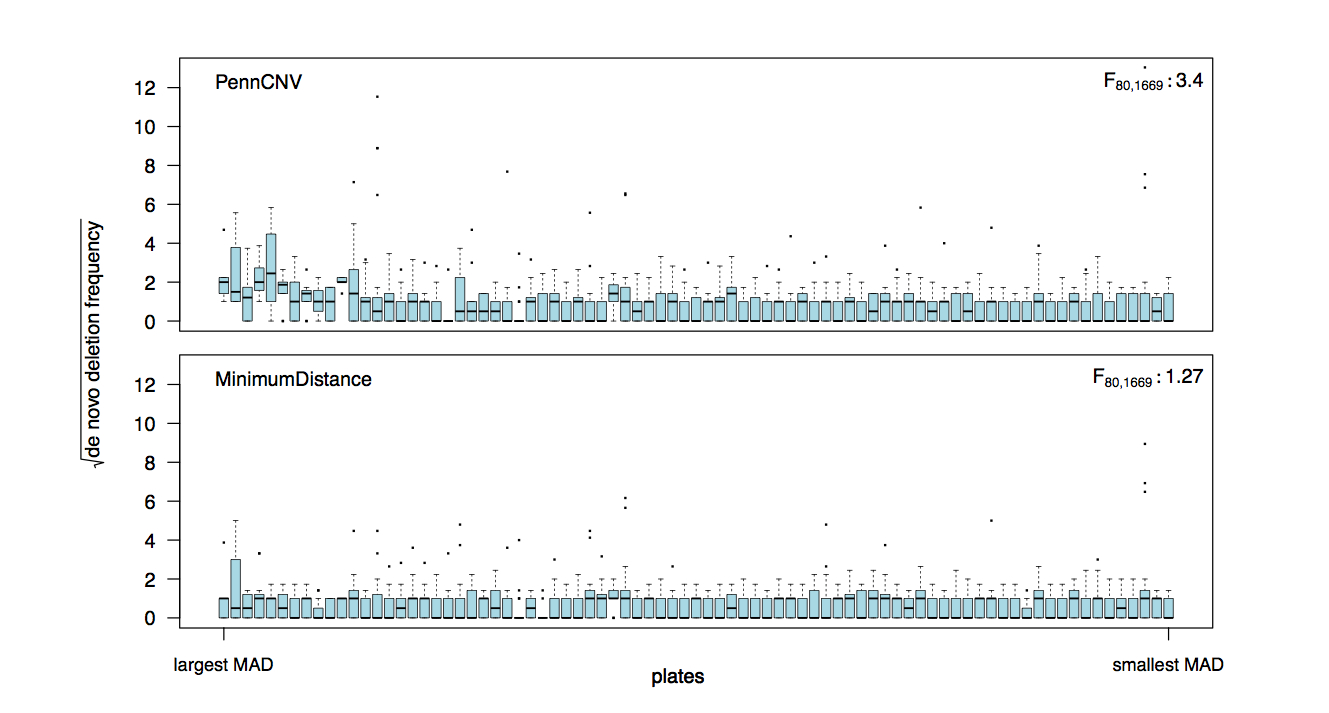 PennCNV
F80,1669 : 3.4
12
10
8
6
4
2
0
√de novo deletion frequency
MinimumDistance
F80,1669 : 1.27
12
10
8
6
4
2
0
largest MAD
smallest MAD
plates